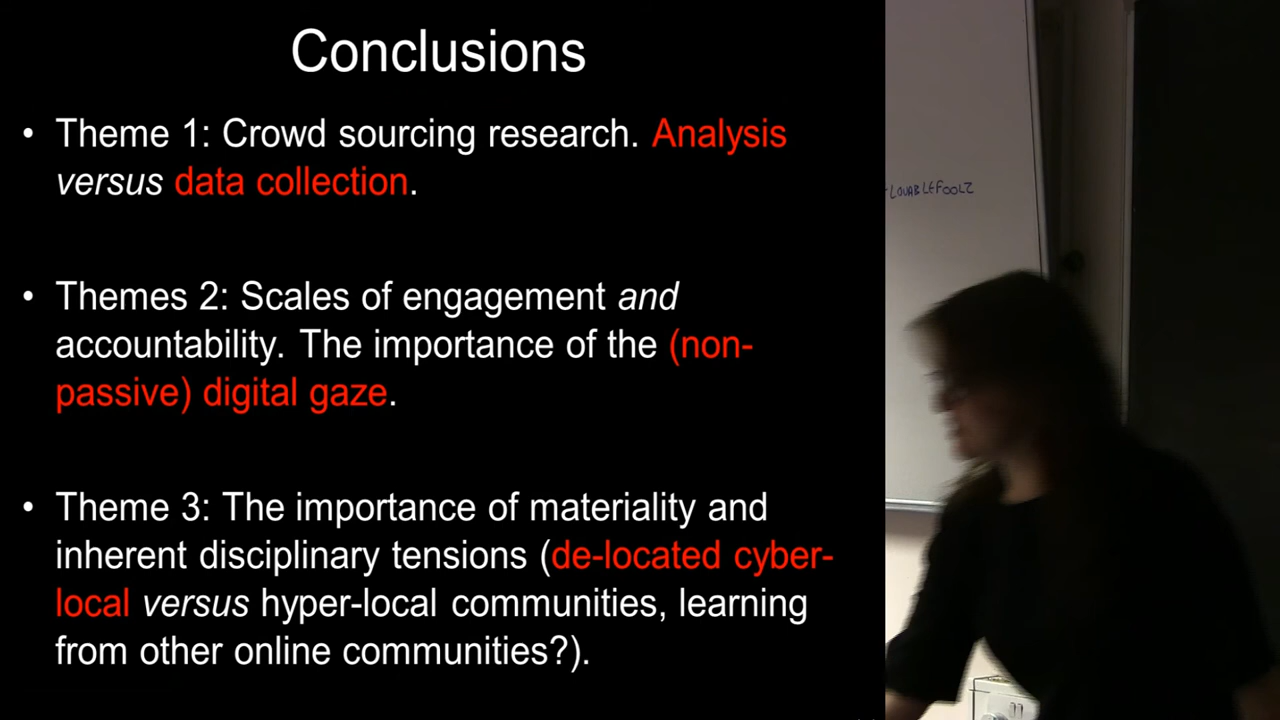 Conclusions
• Theme 1: Crowd sourcing research. Analysis
versus data collection.
• Themes 2: Scales of engagement and
accountability. The importance of the (non-
passive) digital gaze.
• Theme 3: The importance of materiality and
inherent disciplinary tensions (de-located cyber-
local versus hyper-local communities, learning
from other online communities?).
LOVABLEFOOLZ